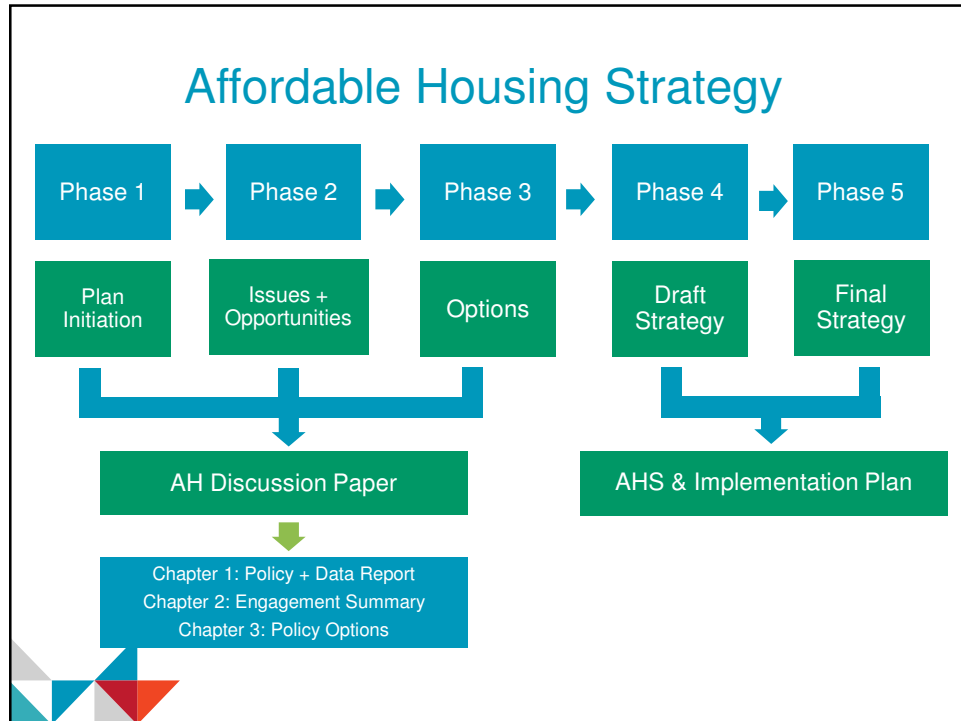 Affordable Housing Strategy
Phase 1
Phase 2
Phase 3
Phase 4
Phase 5
Plan
Initiation
Issues +
Opportunities
Options
Draft
Strategy
Final
Strategy
AH Discussion Paper
AHS & Implementation Plan
Chapter 1: Policy + Data Report
Chapter 2: Engagement Summary
Chapter 3: Policy Options